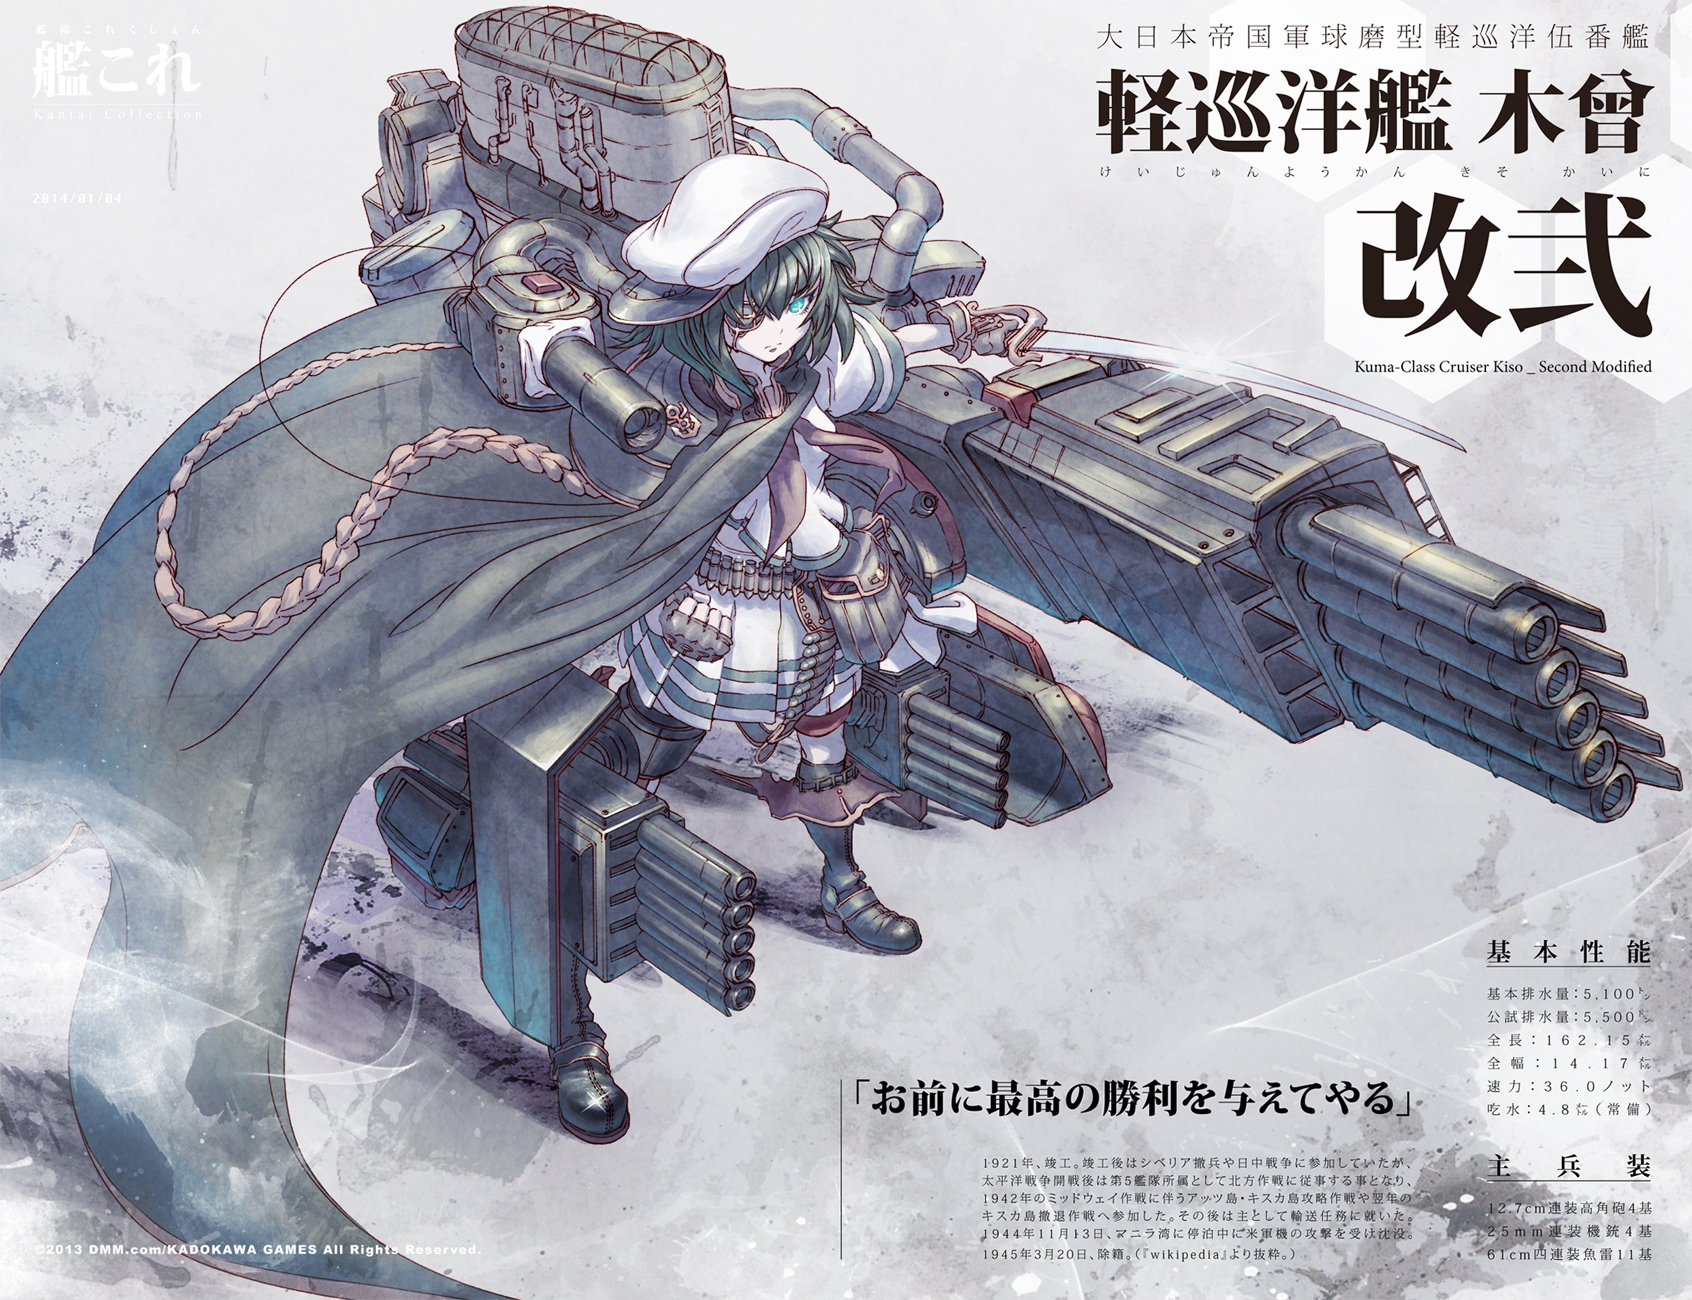 艦隊これくしょん
艦これ
Kantai Collection
2014/01/04
大日本帝国軍球磨型軽巡洋伍番艦
軽巡洋艦 木曾
けいじゅんようかん きそ かいに
改弐
Kuma-Class Cruiser Kiso _ Second Modified
基本性能
基本排水量：5,100㌧
公試排水量：5,500㌧
全長：162.15㍍
全幅：14.17㍍
速力：36.0ノット
吃水：4.8㍍（常備）
主兵装
12.7cm連装高角砲4基
25mm連装機銃4基
61cm四連装魚雷11基
「お前に最高の勝利を与えてやる」
1921年、竣工。竣工後はシベリア撤兵や日中戦争に参加していたが、
太平洋戦争開戦後は第5艦隊所属として北方作戦に従事する事となり、
1942年のミッドウェイ作戦に伴うアッツ島・キスカ島攻略作戦や翌年の
キスカ島撤退作戦へ参加した。その後は主として輸送任務に就いた。
1944年11月13日、マニラ湾に停泊中に米軍機の攻撃を受け沈没。
1945年3月20日、除籍。（『wikipedia』より抜粋。）
©2013 DMM.com/KADOKAWA GAMES All Rights Reserved.